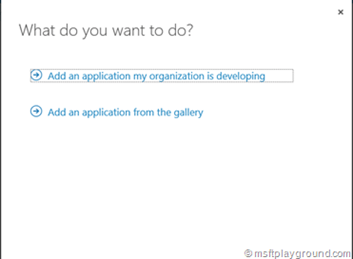 What do you want to do?
Add an application my organization is developing
Add an application from the gallery
© msftplayground.com